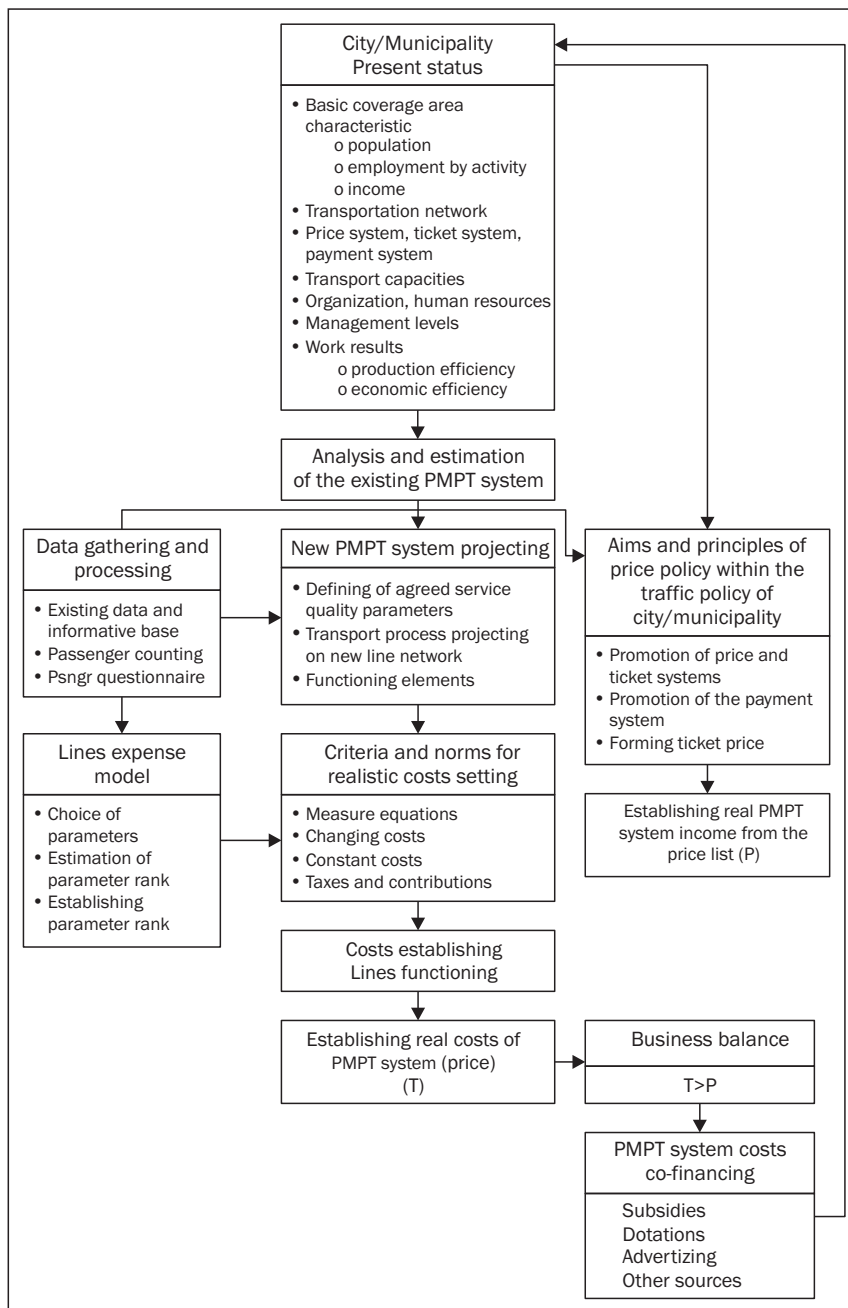 City/Municipality
Present status
• Basic coverage area
characteristic
o population
o employment by activity
o income
• Transportation network
• Price system, ticket system,
payment system
• Transport capacities
• Organization, human resources
• Management levels
• Work results
o production efficiency
o economic efficiency
Analysis and estimation
of the existing PMPT system
Data gathering and
processing
• Existing data and
informative base
• Passenger counting
• Psngr questionnaire
New PMPT system projecting
• Defining of agreed service
quality parameters
• Transport process projecting
on new line network
• Functioning elements
Aims and principles of
price policy within the
traffic policy of
city/municipality
• Promotion of price and
ticket systems
• Promotion of the payment
system
• Forming ticket price
Lines expense
model
• Choice of
parameters
• Estimation of
parameter rank
• Establishing
parameter rank
Criteria and norms for
realistic costs setting
• Measure equations
• Changing costs
• Constant costs
• Taxes and contributions
Establishing real PMPT
system income from the
price list (P)
Costs establishing
Lines functioning
Establishing real costs of
PMPT system (price)
(T)
Business balance
T>P
PMPT system costs
co-financing
Subsidies
Dotations
Advertizing
Other sources